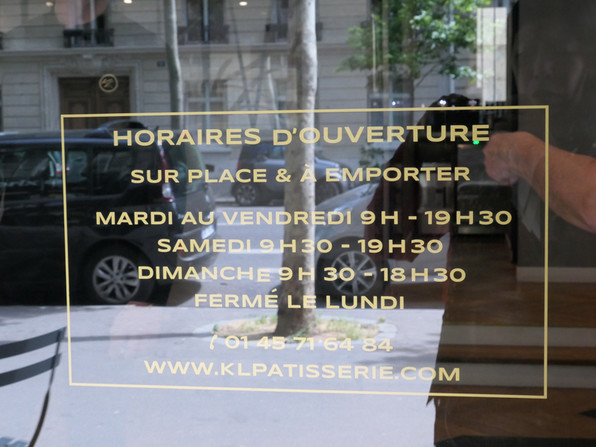 HORAIRES D'OUVERTURE
SUR PLACE & À EMPORTER
MARDI AU VENDREDI 9H - 19H30
SAMEDI 9H30 - 19H30
DIMANCHE 9H30 - 18H30
FERMÉ LE LUNDI
01 45 71 64 84
WWW.KLPATISSERIE.COM